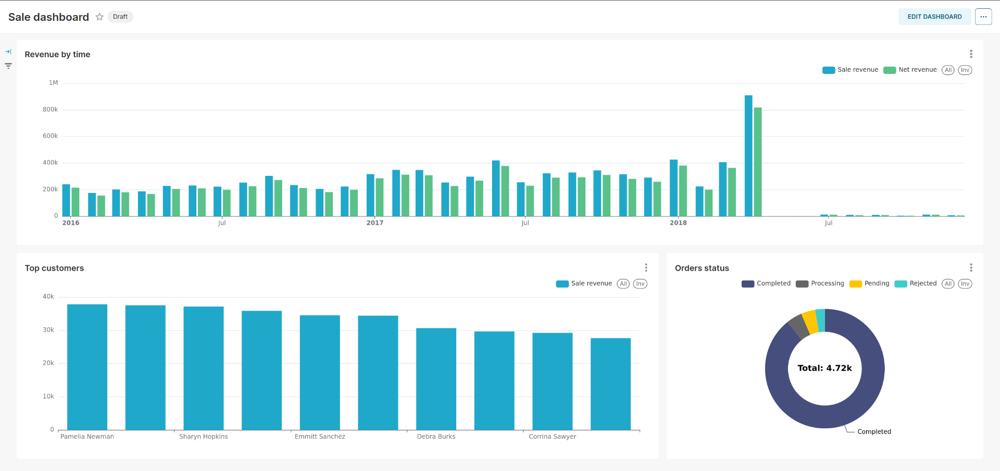 Sale dashboard Draft EDIT DASHBOARD ...
Revenue by time
Sale revenue Net revenue All Inv
1M
800k
600k
400k
200k
0
2016 Jul 2017 Jul 2018 Jul
Top customers
Sale revenue All Inv
40k
30k
20k
10k
0
Pamelia Newman Sharyn Hopkins Emmitt Sanchez Debra Burks Corrina Sawyer
Orders status
Completed Processing Pending Rejected All Inv
Total: 4.72k
Completed